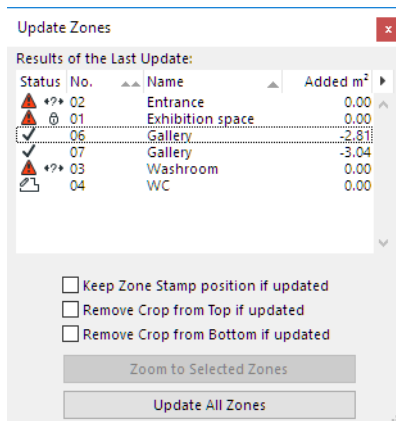 Update Zones
x
Results of the Last Update:
Status No. Name Added m²
02 Entrance 0.00
01 Exhibition space 0.00
06 Gallery -2.81
07 Gallery -3.04
03 Washroom 0.00
04 WC 0.00
Keep Zone Stamp position if updated
Remove Crop from Top if updated
Remove Crop from Bottom if updated
Zoom to Selected Zones
Update All Zones